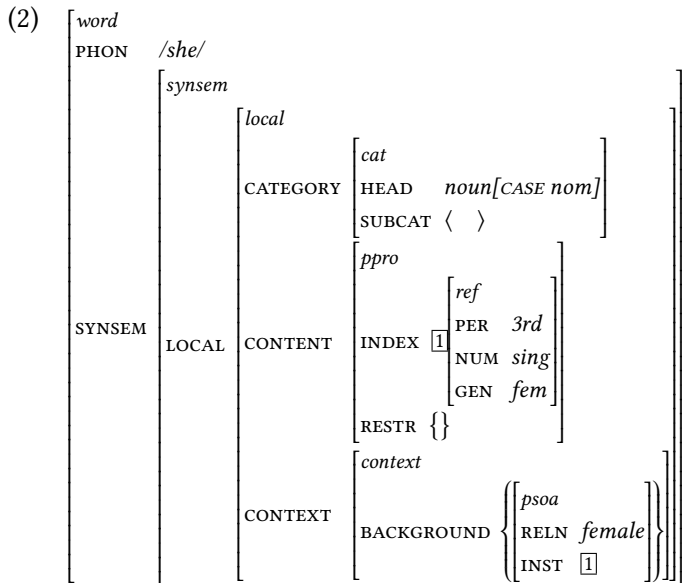 (2)
word
PHON /she/
synsem
local
cat
CATEGORY HEAD noun[CASE nom]
SUBCAT ⟨ ⟩
ppro
ref
PER 3rd
SYNSEM LOCAL CONTENT INDEX 1
NUM sing
GEN fem
RESTR {}
context
psoa
CONTEXT BACKGROUND RELN female
INST 1